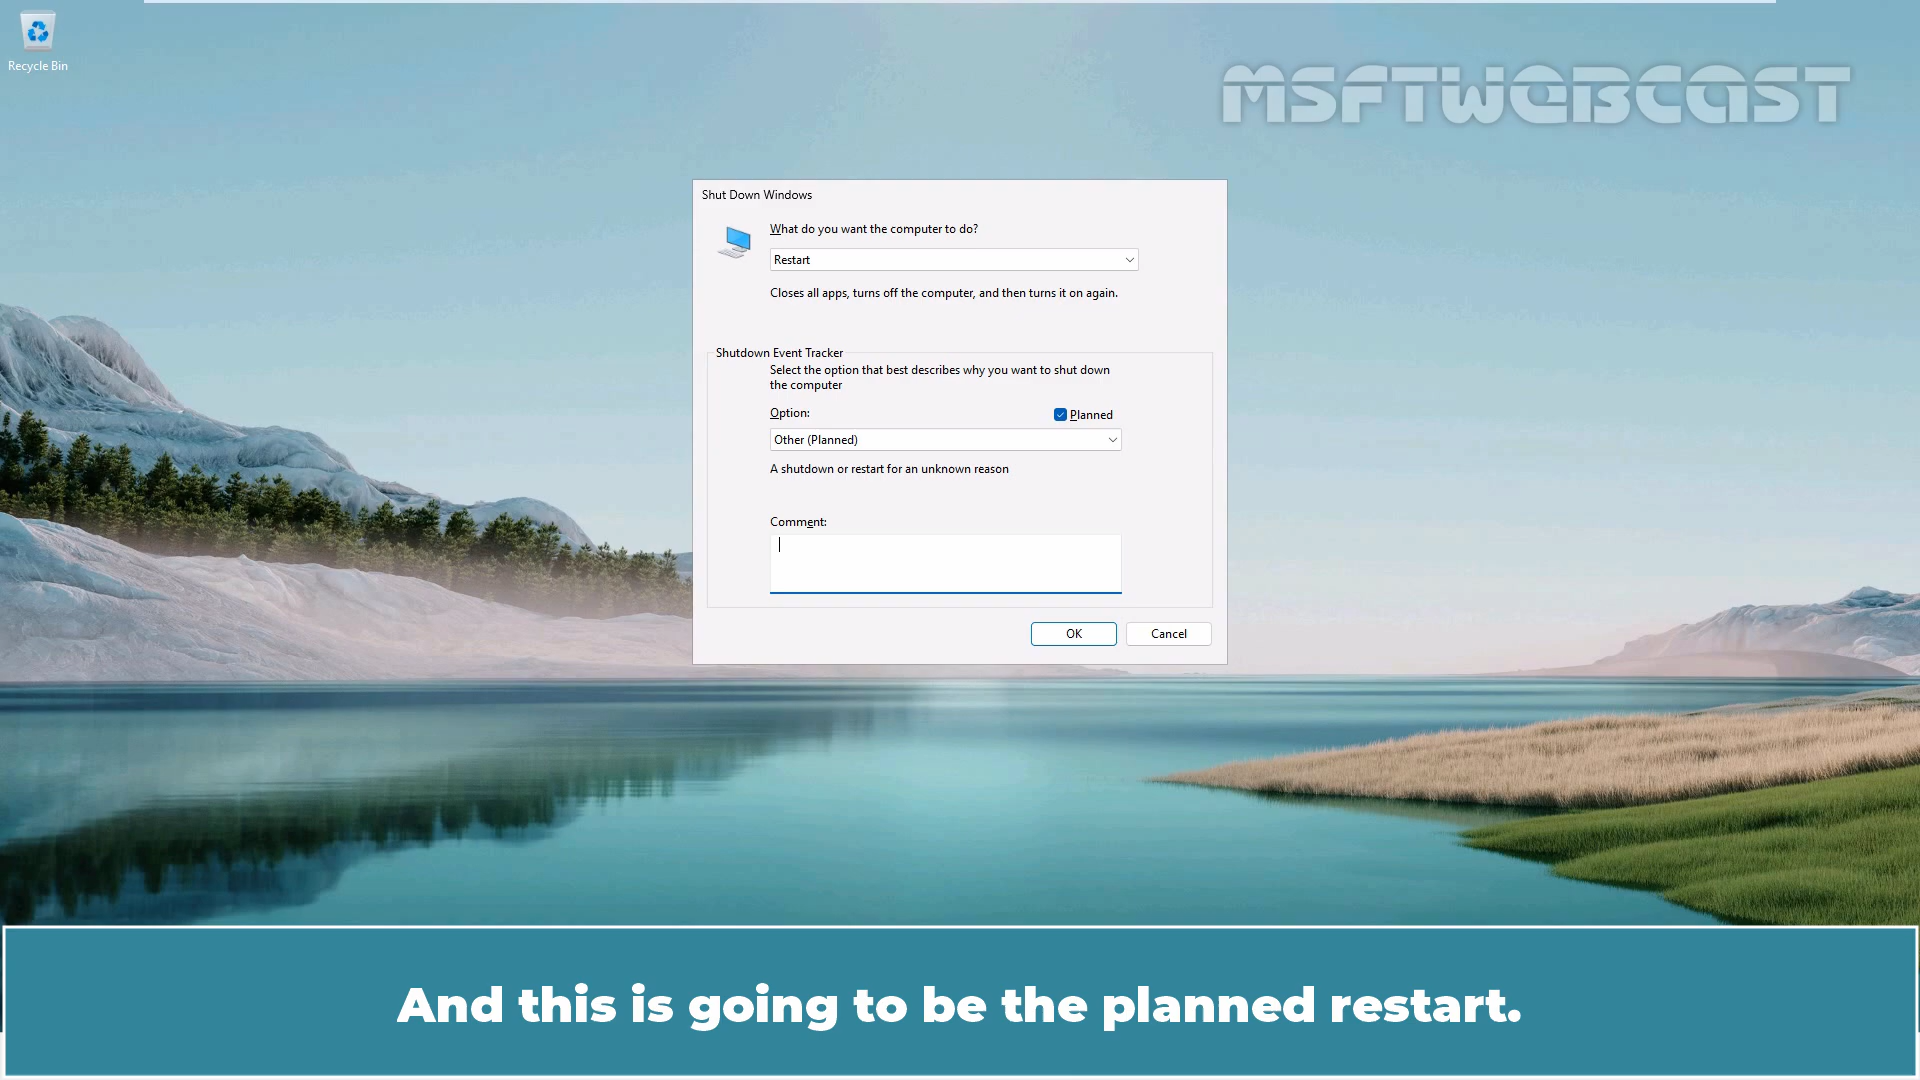 Recycle Bin
MSFTWEBCAST
Shut Down Windows
What do you want the computer to do?
Restart
Closes all apps, turns off the computer, and then turns it on again.
Shutdown Event Tracker
Select the option that best describes why you want to shut down
the computer
Option:
Planned
Other (Planned)
A shutdown or restart for an unknown reason
Comment:
OK
Cancel
And this is going to be the planned restart.